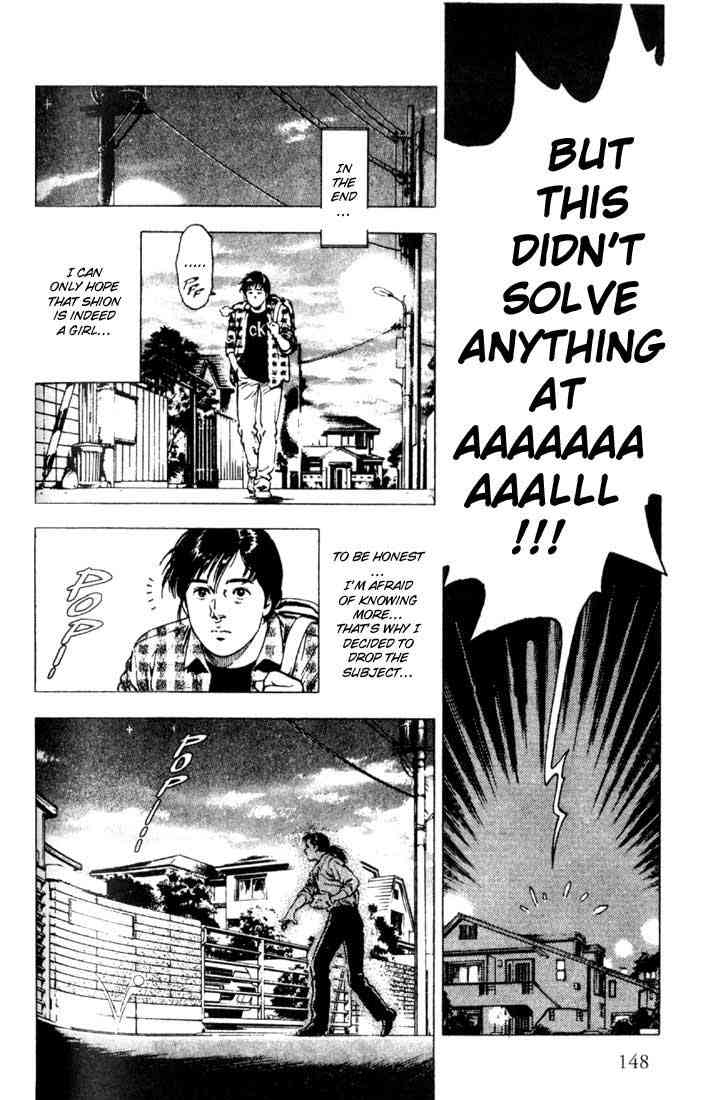 BUT
THIS
DIDN'T
SOLVE
ANYTHING
AT
AAAAAAA
AAALLL
!!!
IN
THE
END
...
I CAN
ONLY HOPE
THAT SHION
IS INDEED
A GIRL...
.....
ck
POP!
TO BE HONEST
...
I'M AFRAID
OF KNOWING
MORE...
THAT'S WHY I
DECIDED TO
DROP THE
SUBJECT...
POP!!
148